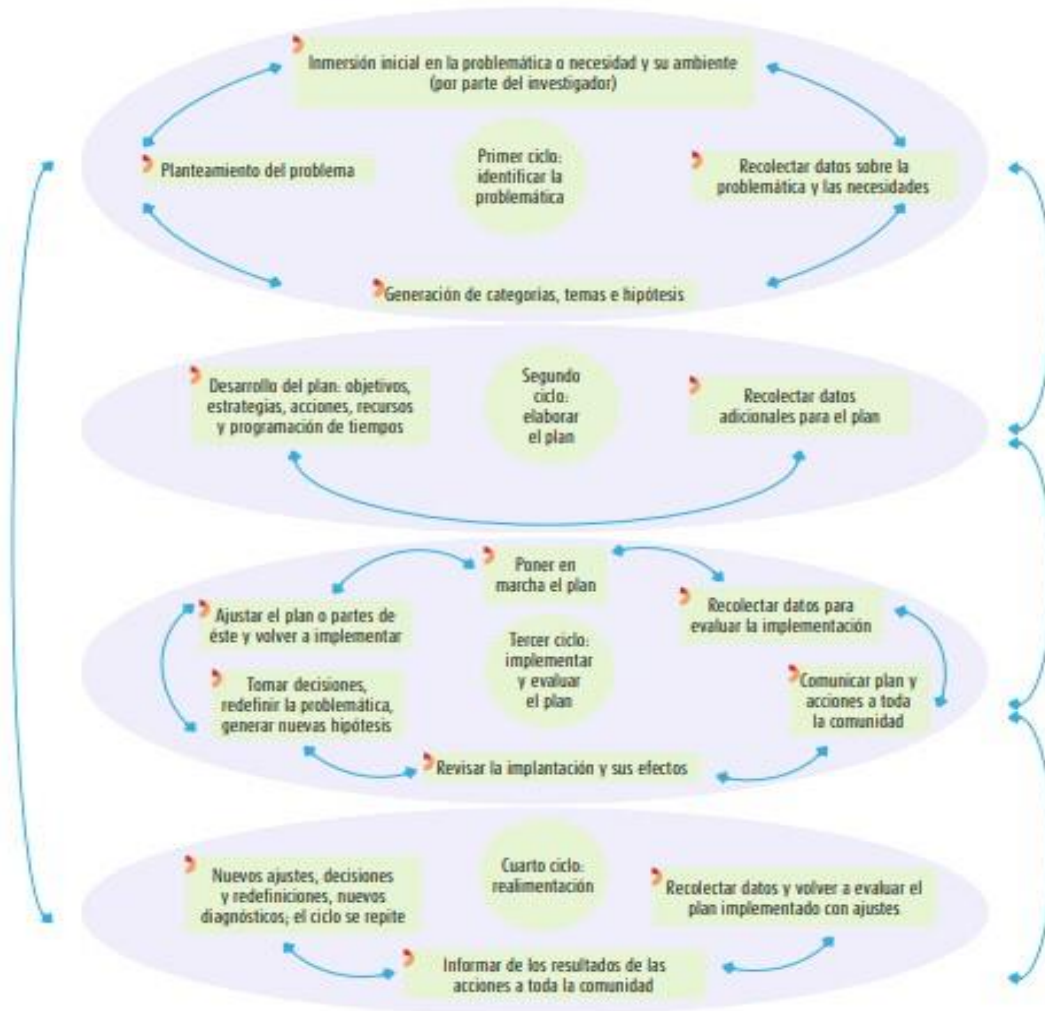 Inmersión inicial en la problemática o necesidad y su ambiente
(por parte del investigador)
Planteamiento del problema
Primer ciclo:
identificar la
problemática
Recolectar datos sobre la
problemática y las necesidades
Generación de categorías, temas e hipótesis
Desarrollo del plan: objetivos,
estrategias, acciones, recursos
y programación de tiempos
Segundo
ciclo:
elaborar
el plan
Recolectar datos
adicionales para el plan
Poner en
marcha el plan
Ajustar el plan o partes de
éste y volver a implementar
Recolectar datos para
evaluar la implementación
Tercer ciclo:
implementar
y evaluar
el plan
Tomar decisiones,
redefinir la problemática,
generar nuevas hipótesis
Comunicar plan y
acciones a toda
la comunidad
Revisar la implantación y sus efectos
Cuarto ciclo:
realimentación
Nuevos ajustes, decisiones
y redefiniciones, nuevos
diagnósticos; el ciclo se repite
Recolectar datos y volver a evaluar el
plan implementado con ajustes
Informar de los resultados de las
acciones a toda la comunidad